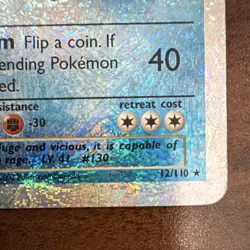 m Flip a coin. If
ending Pokémon 40
ed.
sistance retreat cost
-30
uge and vicious, it is capable of
rage. LV. 41 #130
12/110 ★